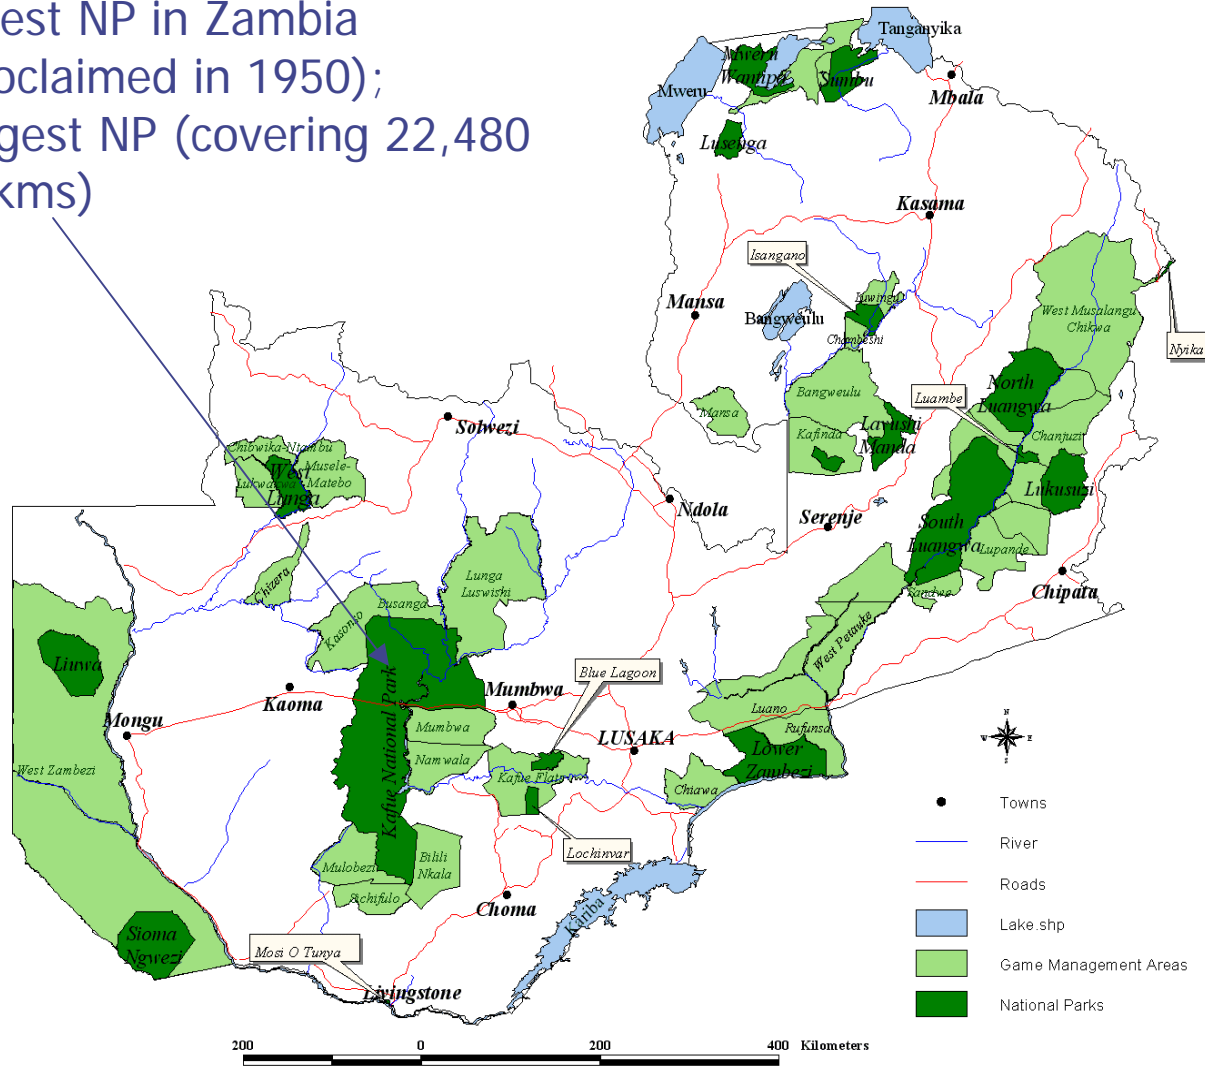 est NP in Zambia
oclaimed in 1950);
gest NP (covering 22,480
kms)
Tanganyika
Mweru
Mweru
Wantipa
Sumbu
Mbala
Lusenga
Kasama
Isangano
Mansa
Bangweulu
Luwingu
Chambeshi
West Musalangu
Chikwa
Nyika
North
Luangwa
Luambe
Mansa
Bangweulu
Kafinda
Lavushi
Manda
Chanjuzi
Solwezi
Chibwika-Ntambu
Musele-
Matebo
Lukwakwa
West
Lunga
Ndola
Serenje
Lukusuzi
South
Luangwa
Lupande
Sandwe
Chipata
Chizera
Lunga
Luswishi
Busanga
Kasonso
West Petauke
Liuwa
Blue Lagoon
Kaoma
Mumbwa
Mongu
Kafue National Park
Mumbwa
Namwala
LUSAKA
Luano
Rufunsa
Lower
Zambezi
West Zambezi
Kafue Flats
Chiawa
Lochinvar
Mulobezi
Bilili
Nkala
Sichifulo
Choma
Kariba
Sioma
Ngwezi
Mosi O Tunya
Livingstone
N
W
E
S
Towns
River
Roads
Lake.shp
Game Management Areas
National Parks
200 0 200 400 Kilometers